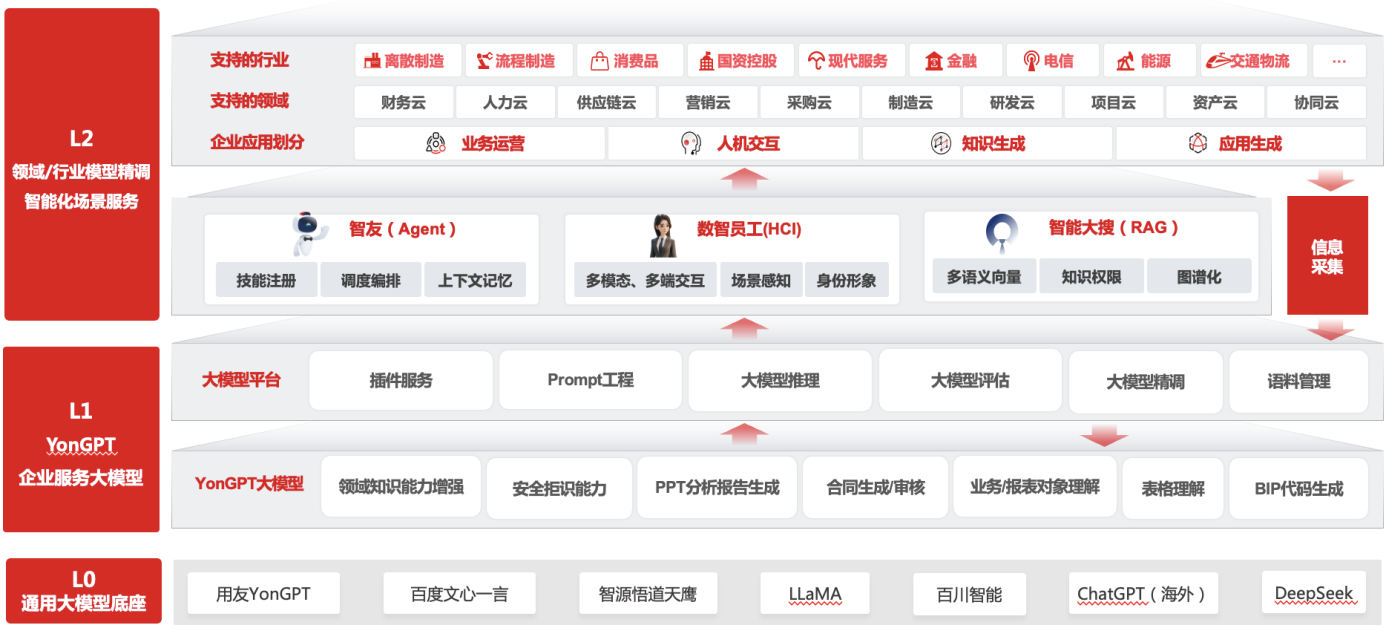 L2
领域/行业模型精调
智能化场景服务
支持的行业
离散制造
流程制造
消费品
国资控股
现代服务
金融
电信
能源
交通物流
...
支持的领域
财务云
人力云
供应链云
营销云
采购云
制造云
研发云
项目云
资产云
协同云
企业应用划分
业务运营
人机交互
知识生成
应用生成
智友（Agent）
技能注册
调度编排
上下文记忆
数智员工(HCI)
多模态、多端交互
场景感知
身份形象
智能大搜（RAG）
多语义向量
知识权限
图谱化
信息
采集
L1
YonGPT
企业服务大模型
大模型平台
插件服务
Prompt工程
大模型推理
大模型评估
大模型精调
语料管理
YonGPT大模型
领域知识能力增强
安全拒识能力
PPT分析报告生成
合同生成/审核
业务/报表对象理解
表格理解
BIP代码生成
L0
通用大模型底座
用友YonGPT
百度文心一言
智源悟道天鹰
LLaMA
百川智能
ChatGPT（海外）
DeepSeek